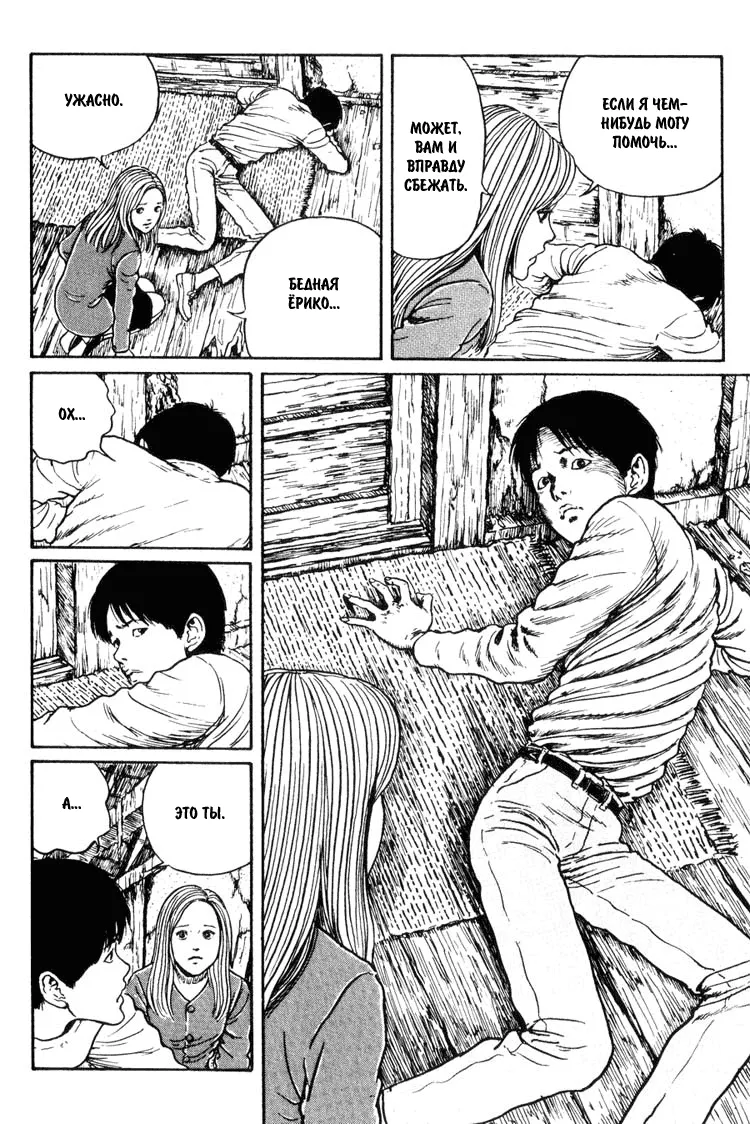 УЖАСНО.
БЕДНАЯ
ЁРИКО...
МОЖЕТ,
ВАМ И
ВПРАВДУ
СБЕЖАТЬ.
ЕСЛИ Я ЧЕМ-
НИБУДЬ МОГУ
ПОМОЧЬ...
ОХ...
А...
ЭТО ТЫ.